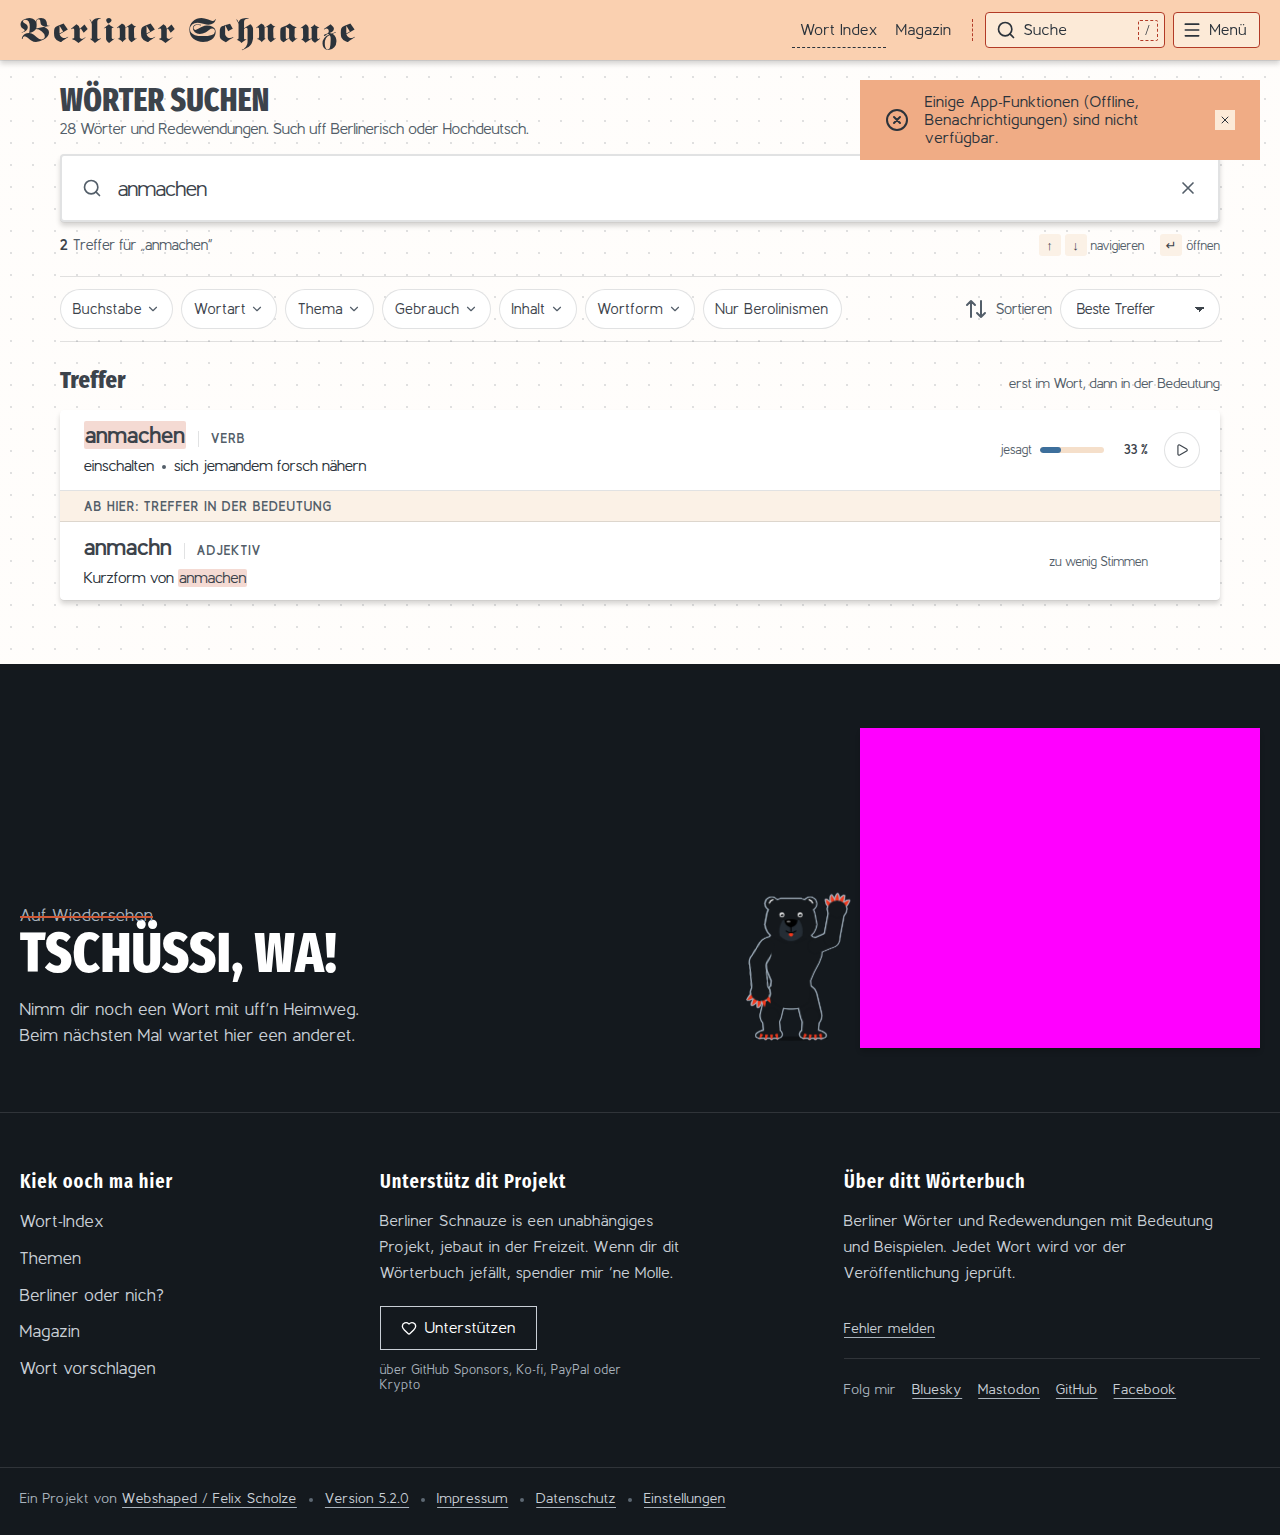 Berliner Schnauze
Wort Index
Magazin
Suche
/
Menü
WÖRTER SUCHEN
28 Wörter und Redewendungen. Such uff Berlinerisch oder Hochdeutsch.
Einige App-Funktionen (Offline,
Benachrichtigungen) sind nicht
verfügbar.
anmachen
2 Treffer für „anmachen“
↑ ↓ navigieren ↵ öffnen
Buchstabe
Wortart
Thema
Gebrauch
Inhalt
Wortform
Nur Berolinismen
Sortieren
Beste Treffer
Treffer
erst im Wort, dann in der Bedeutung
anmachen
VERB
einschalten • sich jemandem forsch nähern
jesagt
33 %
AB HIER: TREFFER IN DER BEDEUTUNG
anmachn
ADJEKTIV
Kurzform von anmachen
zu wenig Stimmen
Auf Wiedersehen
TSCHÜSSI, WA!
Nimm dir noch een Wort mit uff’n Heimweg.
Beim nächsten Mal wartet hier een anderet.
Kiek ooch ma hier
Wort-Index
Themen
Berliner oder nich?
Magazin
Wort vorschlagen
Unterstütz dit Projekt
Berliner Schnauze is een unabhängiges
Projekt, jebaut in der Freizeit. Wenn dir dit
Wörterbuch jefällt, spendier mir ’ne Molle.
Unterstützen
über GitHub Sponsors, Ko-fi, PayPal oder
Krypto
Über ditt Wörterbuch
Berliner Wörter und Redewendungen mit Bedeutung
und Beispielen. Jedet Wort wird vor der
Veröffentlichung jeprüft.
Fehler melden
Folg mir Bluesky Mastodon GitHub Facebook
Ein Projekt von Webshaped / Felix Scholze • Version 5.2.0 • Impressum • Datenschutz • Einstellungen